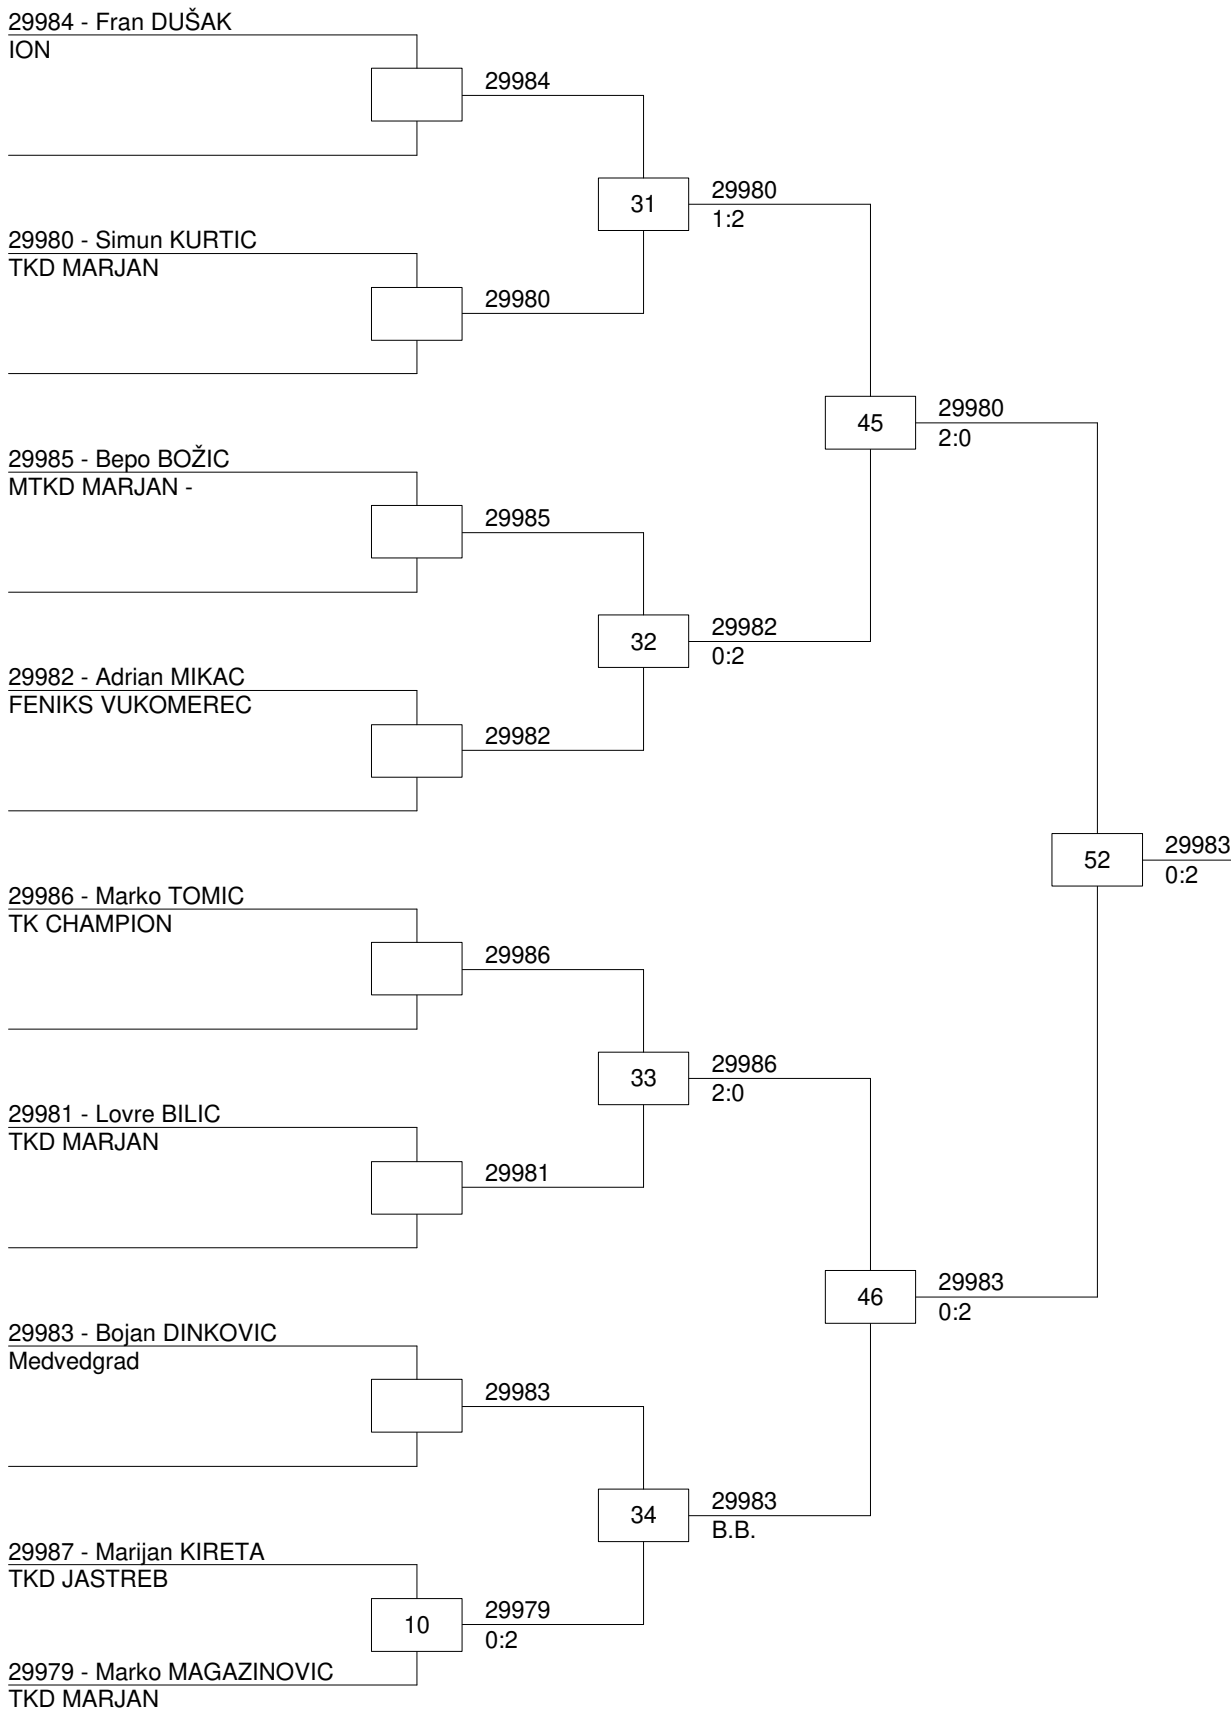 29984 - Fran DUŠAK
ION
29984
31
29980
1:2
29980 - Simun KURTIC
TKD MARJAN
29980
45
29980
2:0
29985 - Bepo BOŽIC
MTKD MARJAN -
29985
32
29982
0:2
29982 - Adrian MIKAC
FENIKS VUKOMEREC
29982
52
29983
0:2
29986 - Marko TOMIC
TK CHAMPION
29986
33
29986
2:0
29981 - Lovre BILIC
TKD MARJAN
29981
46
29983
0:2
29983 - Bojan DINKOVIC
Medvedgrad
29983
34
29983
B.B.
29987 - Marijan KIRETA
TKD JASTREB
10
29979
0:2
29979 - Marko MAGAZINOVIC
TKD MARJAN